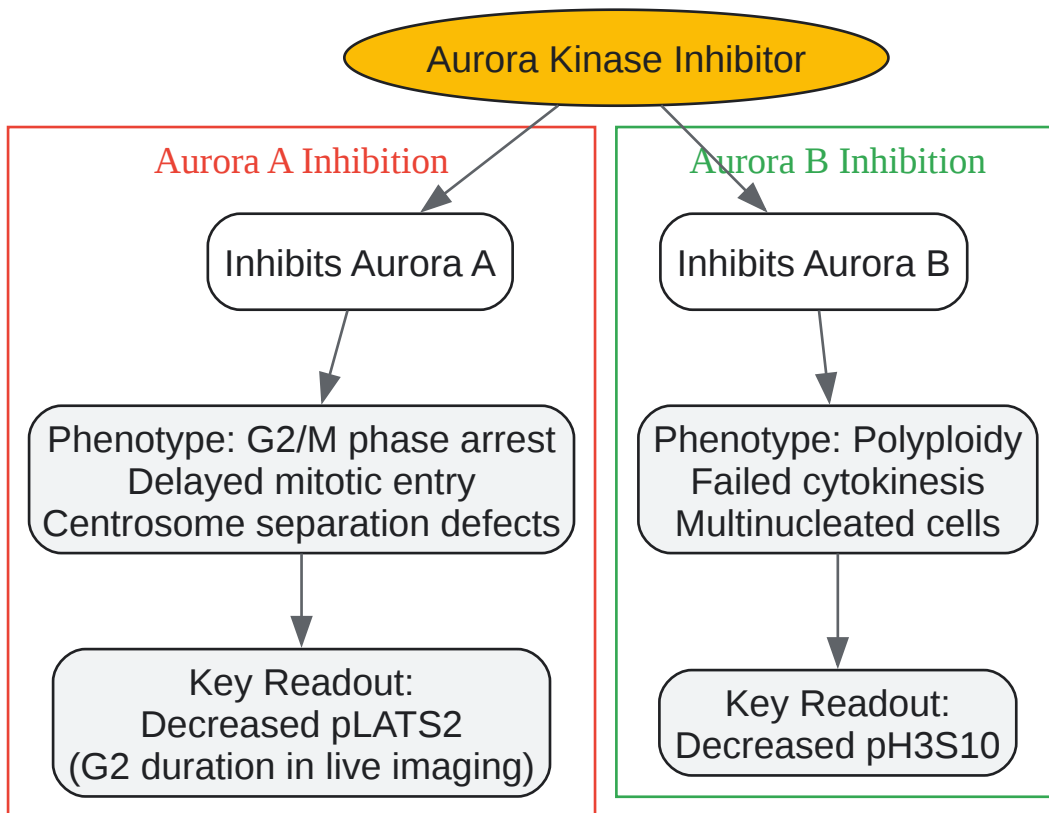 Aurora Kinase Inhibitor
Aurora A Inhibition
Inhibits Aurora A
Phenotype: G2/M phase arrest
Delayed mitotic entry
Centrosome separation defects
Key Readout:
Decreased pLATS2
(G2 duration in live imaging)
Aurora B Inhibition
Inhibits Aurora B
Phenotype: Polyploidy
Failed cytokinesis
Multinucleated cells
Key Readout:
Decreased pH3S10